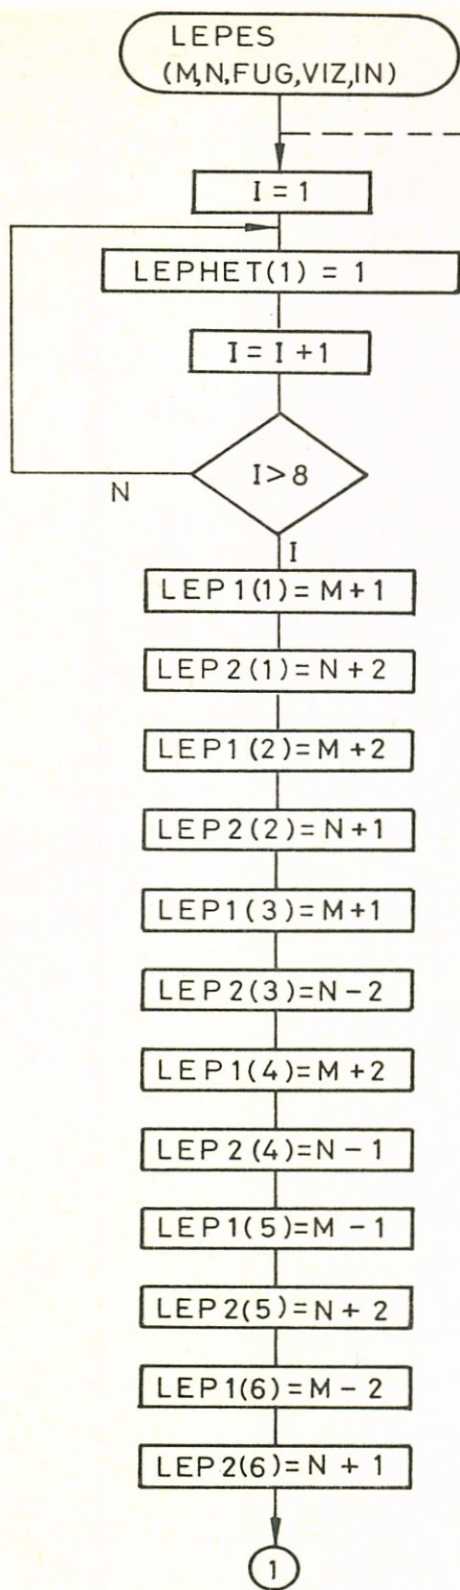 LEPES
(M,N,FUG,VIZ,IN)
I = 1
LEPHET(1) = 1
I = I + 1
I > 8
N
I
LEP1(1) = M + 1
LEP2(1) = N + 2
LEP1(2) = M + 2
LEP2(2) = N + 1
LEP1(3) = M + 1
LEP2(3) = N - 2
LEP1(4) = M + 2
LEP2(4) = N - 1
LEP1(5) = M - 1
LEP2(5) = N + 2
LEP1(6) = M - 2
LEP2(6) = N + 1
1